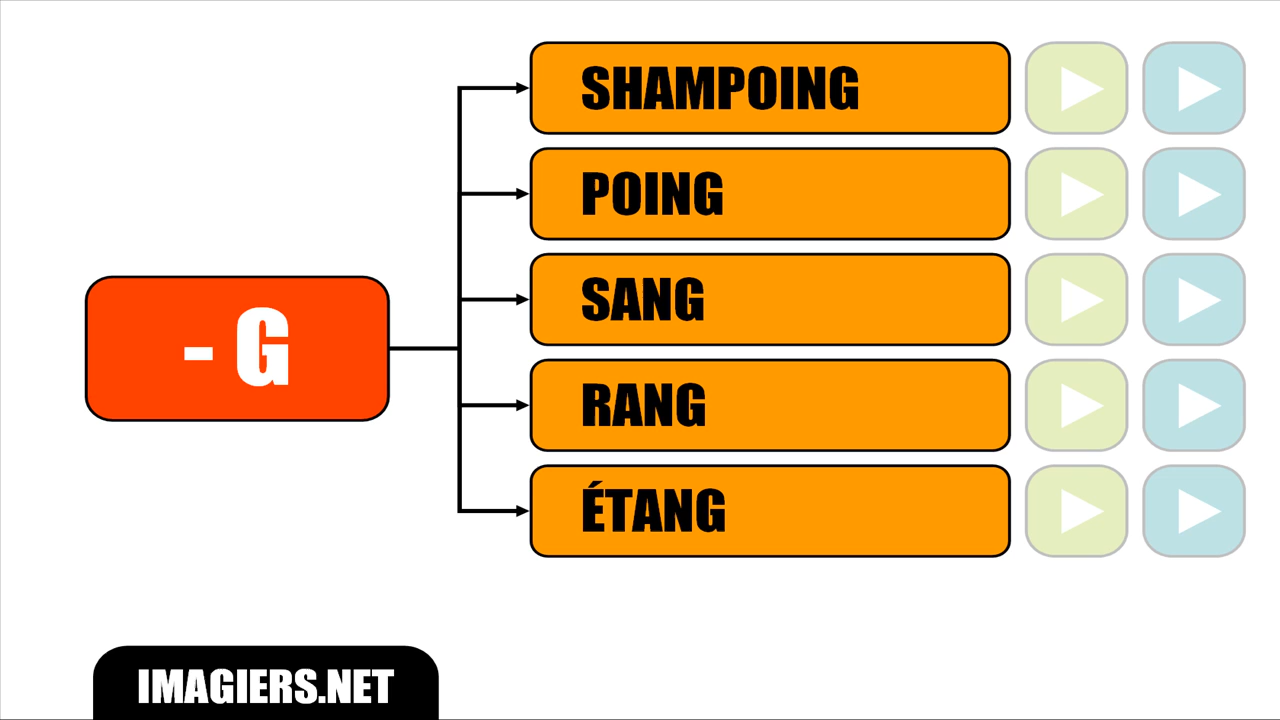 - G
SHAMPOING
POING
SANG
RANG
ÉTANG
IMAGIERS.NET